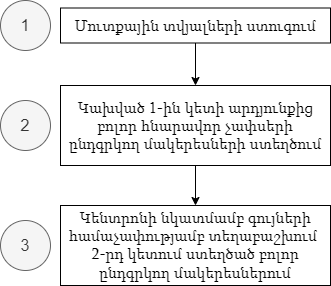 1
Մուտքային տվյալների ստուգում
2
Կախված 1-ին կետի արդյունքից
բոլոր հնարավոր չափսերի
ընդգրկող մակերեսների ստեղծում
3
Կենտրոնի նկատմամբ գույների
համաչափությամբ տեղաբաշխում
2-րդ կետում ստեղծած բոլոր
ընդգրկող մակերեսներում